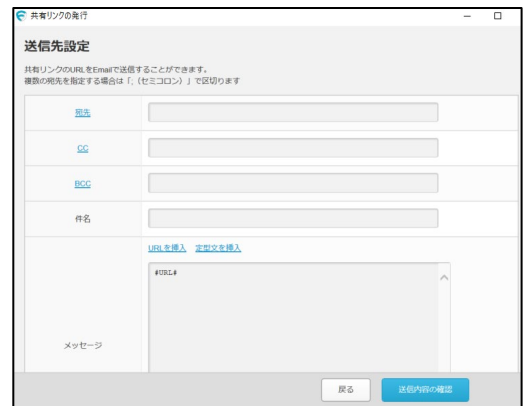 共有リンクの発行
送信先設定
共有リンクのURLをEmailで送信することができます。
複数の宛先を指定する場合は「;（セミコロン）」で区切ります
宛先
CC
BCC
件名
URLを挿入 定型文を挿入
#URL#
メッセージ
戻る 送信内容の確認